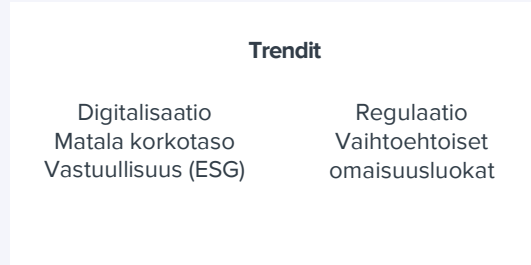 Trendit
Digitalisaatio
Matala korkotaso
Vastuullisuus (ESG)
Regulaatio
Vaihtoehtoiset
omaisuusluokat